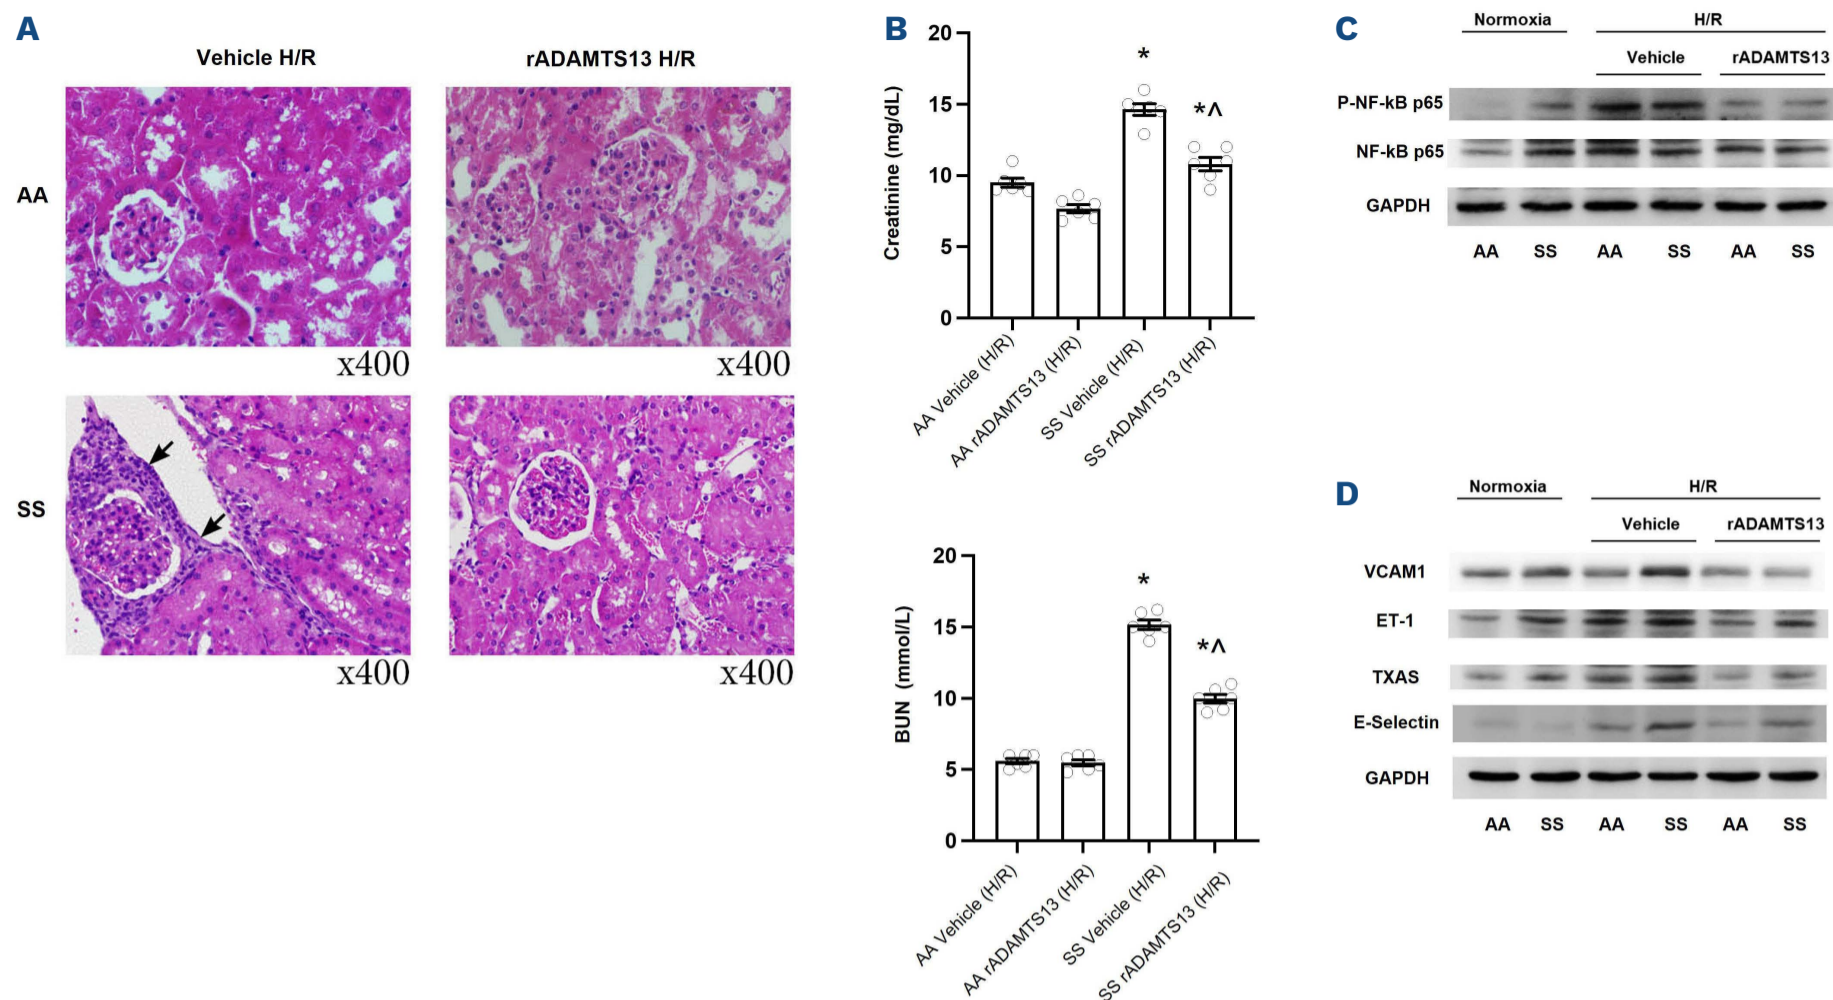 A
Vehicle H/R
rADAMTS13 H/R
AA
x400
x400
SS
x400
x400
B
20
15
10
5
0
Creatinine (mg/dL)
*
*^
AA Vehicle (H/R)
AA rADAMTS13 (H/R)
SS Vehicle (H/R)
SS rADAMTS13 (H/R)
20
15
10
5
0
BUN (mmol/L)
*
*^
AA Vehicle (H/R)
AA rADAMTS13 (H/R)
SS Vehicle (H/R)
SS rADAMTS13 (H/R)
C
Normoxia
H/R
Vehicle
rADAMTS13
P-NF-kB p65
NF-kB p65
GAPDH
AA SS AA SS AA SS
D
Normoxia
H/R
Vehicle
rADAMTS13
VCAM1
ET-1
TXAS
E-Selectin
GAPDH
AA SS AA SS AA SS